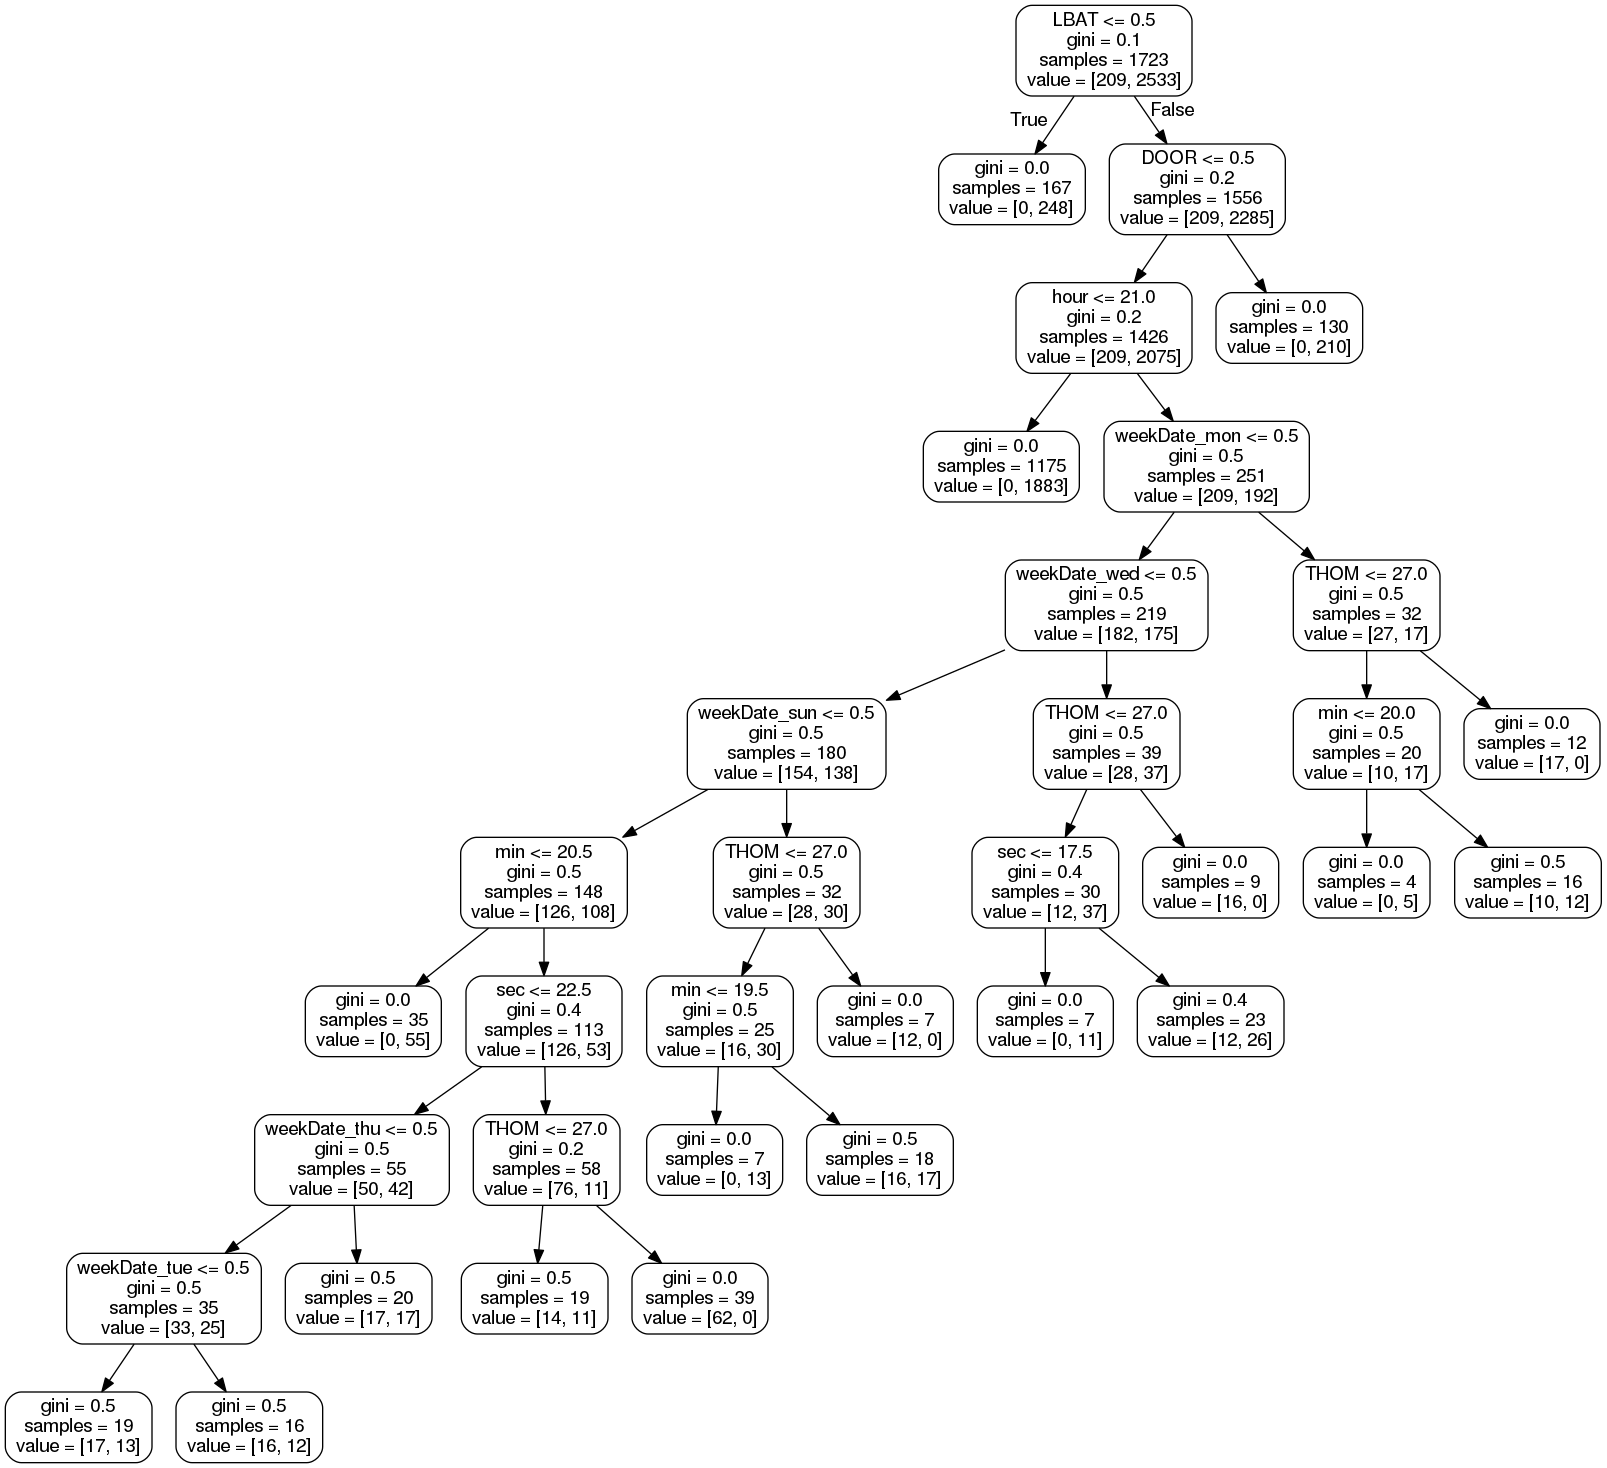 LBAT <= 0.5
gini = 0.1
samples = 1723
value = [209, 2533]
True
False
gini = 0.0
samples = 167
value = [0, 248]
DOOR <= 0.5
gini = 0.2
samples = 1556
value = [209, 2285]
hour <= 21.0
gini = 0.2
samples = 1426
value = [209, 2075]
gini = 0.0
samples = 130
value = [0, 210]
gini = 0.0
samples = 1175
value = [0, 1883]
weekDate_mon <= 0.5
gini = 0.5
samples = 251
value = [209, 192]
weekDate_wed <= 0.5
gini = 0.5
samples = 219
value = [182, 175]
THOM <= 27.0
gini = 0.5
samples = 32
value = [27, 17]
weekDate_sun <= 0.5
gini = 0.5
samples = 180
value = [154, 138]
THOM <= 27.0
gini = 0.5
samples = 39
value = [28, 37]
min <= 20.0
gini = 0.5
samples = 20
value = [10, 17]
gini = 0.0
samples = 12
value = [17, 0]
min <= 20.5
gini = 0.5
samples = 148
value = [126, 108]
THOM <= 27.0
gini = 0.5
samples = 32
value = [28, 30]
sec <= 17.5
gini = 0.4
samples = 30
value = [12, 37]
gini = 0.0
samples = 9
value = [16, 0]
gini = 0.0
samples = 4
value = [0, 5]
gini = 0.5
samples = 16
value = [10, 12]
gini = 0.0
samples = 35
value = [0, 55]
sec <= 22.5
gini = 0.4
samples = 113
value = [126, 53]
min <= 19.5
gini = 0.5
samples = 25
value = [16, 30]
gini = 0.0
samples = 7
value = [12, 0]
gini = 0.0
samples = 7
value = [0, 11]
gini = 0.4
samples = 23
value = [12, 26]
weekDate_thu <= 0.5
gini = 0.5
samples = 55
value = [50, 42]
THOM <= 27.0
gini = 0.2
samples = 58
value = [76, 11]
gini = 0.0
samples = 7
value = [0, 13]
gini = 0.5
samples = 18
value = [16, 17]
weekDate_tue <= 0.5
gini = 0.5
samples = 35
value = [33, 25]
gini = 0.5
samples = 20
value = [17, 17]
gini = 0.5
samples = 19
value = [14, 11]
gini = 0.0
samples = 39
value = [62, 0]
gini = 0.5
samples = 19
value = [17, 13]
gini = 0.5
samples = 16
value = [16, 12]